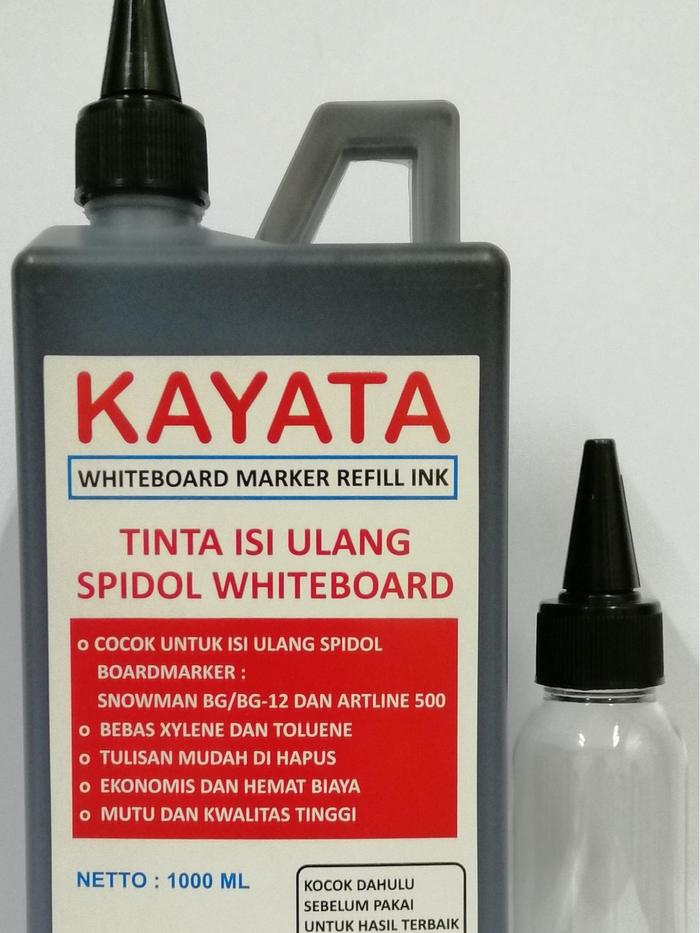 KAYATA
WHITEBOARD MARKER REFILL INK
TINTA ISI ULANG
SPIDOL WHITEBOARD
o COCOK UNTUK ISI ULANG SPIDOL
BOARDMARKER :
SNOWMAN BG/BG-12 DAN ARTLINE 500
o BEBAS XYLENE DAN TOLUENE
o TULISAN MUDAH DI HAPUS
o EKONOMIS DAN HEMAT BIAYA
o MUTU DAN KWALITAS TINGGI
NETTO : 1000 ML
KOCOK DAHULU
SEBELUM PAKAI
UNTUK HASIL TERBAIK